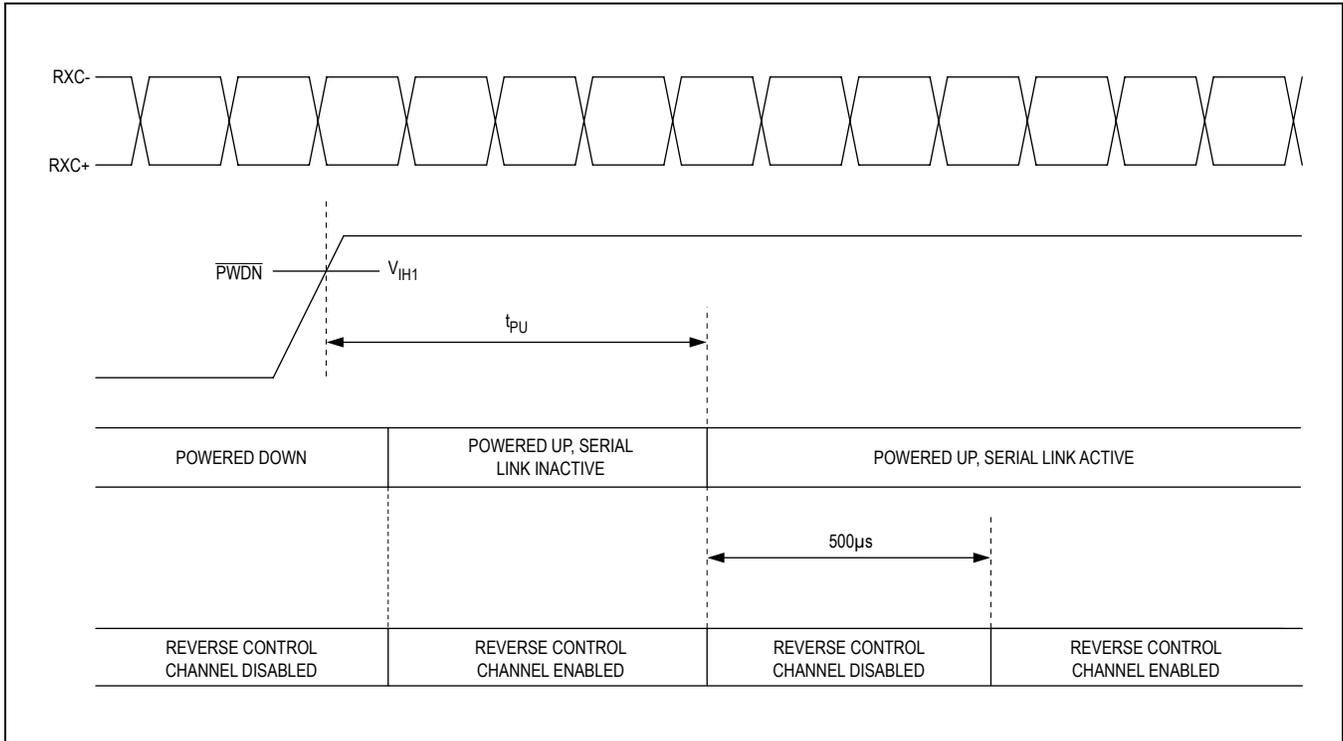 RXC-
RXC+
PWDN
VIH1
tPU
POWERED DOWN
POWERED UP, SERIAL
LINK INACTIVE
POWERED UP, SERIAL LINK ACTIVE
500µs
REVERSE CONTROL
CHANNEL DISABLED
REVERSE CONTROL
CHANNEL ENABLED
REVERSE CONTROL
CHANNEL DISABLED
REVERSE CONTROL
CHANNEL ENABLED